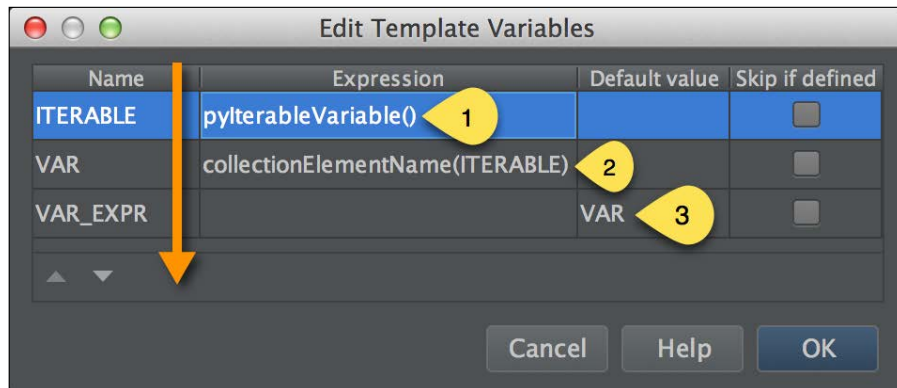 Edit Template Variables
Name Expression Default value Skip if defined
ITERABLE pyIterableVariable() 1
VAR collectionElementName(ITERABLE) 2
VAR_EXPR VAR 3
Cancel Help OK